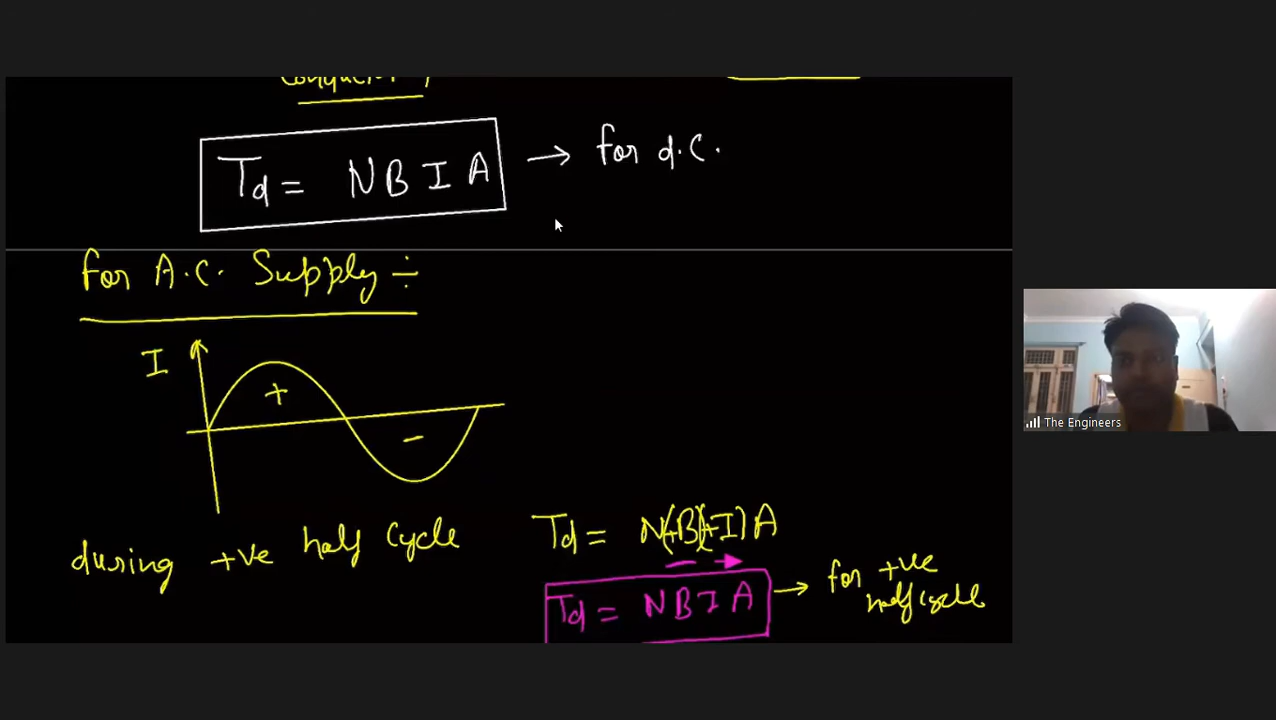 Td = NBIA → for d.C.
for A.C. Supply ÷
I
+
-
during +ve half Cycle
Td = N(+B)(+I)A
Td = NBIA → for +ve
half cycle
The Engineers